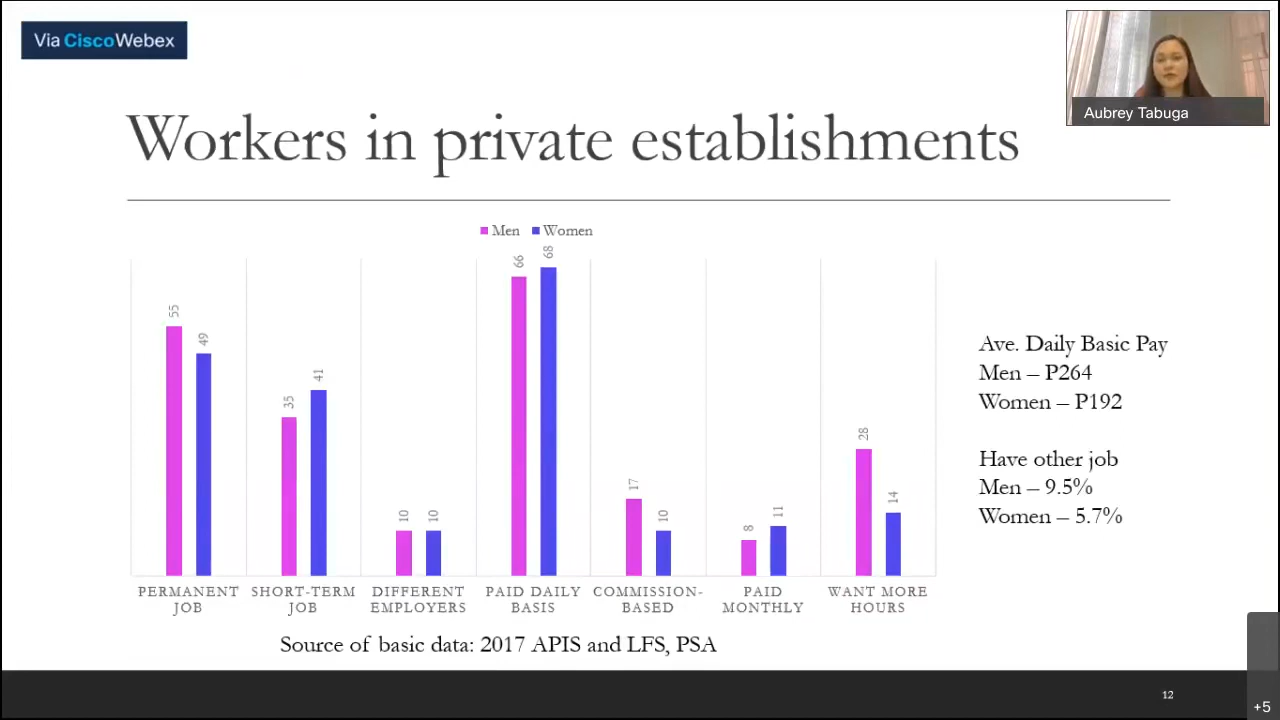 Via CiscoWebex
Aubrey Tabuga
Workers in private establishments
Men Women
55
49
35
41
10
10
66
68
17
10
8
11
28
14
PERMANENT JOB
SHORT-TERM JOB
DIFFERENT EMPLOYERS
PAID DAILY BASIS
COMMISSION-BASED
PAID MONTHLY
WANT MORE HOURS
Ave. Daily Basic Pay
Men – P264
Women – P192
Have other job
Men – 9.5%
Women – 5.7%
Source of basic data: 2017 APIS and LFS, PSA
12
+5